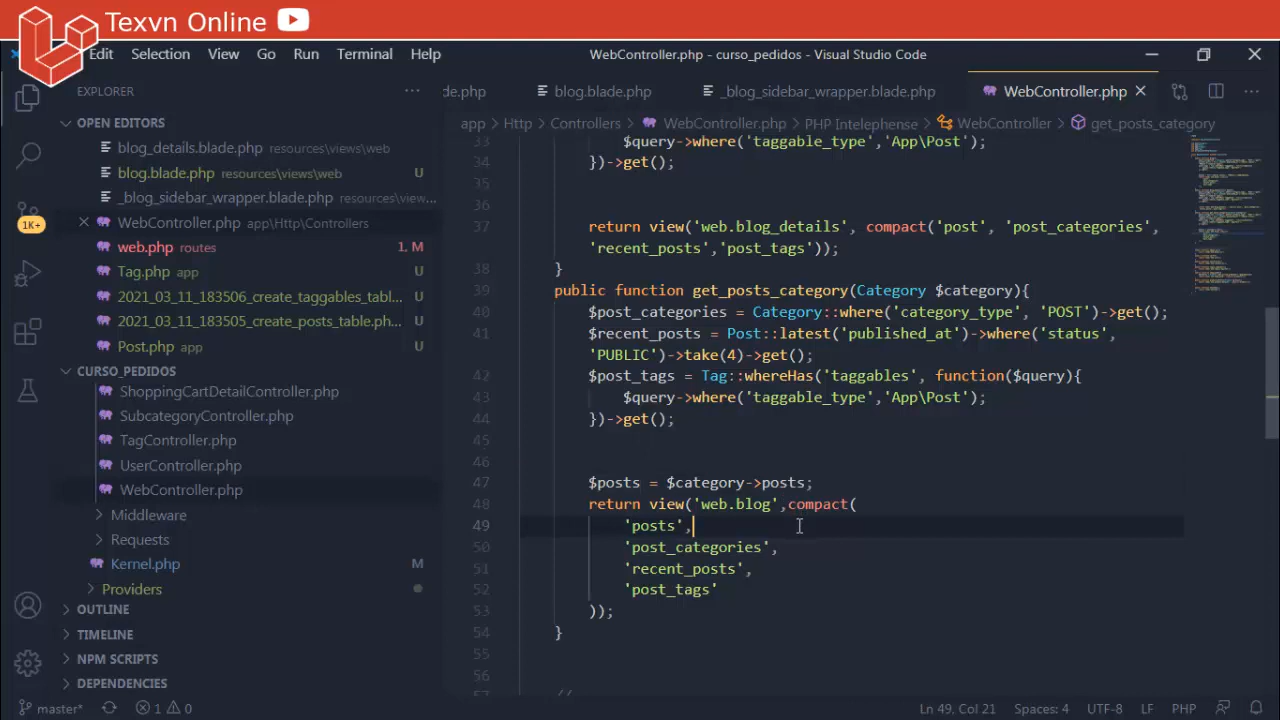 Texvn Online
Edit Selection View Go Run Terminal Help
WebController.php - curso_pedidos - Visual Studio Code
EXPLORER
de.php
blog.blade.php
_blog_sidebar_wrapper.blade.php
WebController.php
app > Http > Controllers > WebController.php > PHP Intelephense > WebController > get_posts_category
OPEN EDITORS
blog_details.blade.php resources\views\web
blog.blade.php resources\views\web U
_blog_sidebar_wrapper.blade.php resources\view...
WebController.php app\Http\Controllers
web.php routes 1, M
Tag.php app U
2021_03_11_183506_create_taggables_tabl... U
2021_03_11_183505_create_posts_table.ph... U
Post.php app U
CURSO_PEDIDOS
ShoppingCartDetailController.php
SubcategoryController.php
TagController.php
UserController.php
WebController.php
Middleware
Requests
Kernel.php M
Providers
OUTLINE
TIMELINE
NPM SCRIPTS
DEPENDENCIES
1K+
33 $query->where('taggable_type','App\Post');
34 })->get();
35
36
37 return view('web.blog_details', compact('post', 'post_categories',
'recent_posts','post_tags'));
38 }
39 public function get_posts_category(Category $category){
40 $post_categories = Category::where('category_type', 'POST')->get();
41 $recent_posts = Post::latest('published_at')->where('status',
'PUBLIC')->take(4)->get();
42 $post_tags = Tag::whereHas('taggables', function($query){
43 $query->where('taggable_type','App\Post');
44 })->get();
45
46
47 $posts = $category->posts;
48 return view('web.blog',compact(
49 'posts',
50 'post_categories',
51 'recent_posts',
52 'post_tags'
53 ));
54 }
55
56
57 //
master* 1 0
Ln 49, Col 21 Spaces: 4 UTF-8 LF PHP